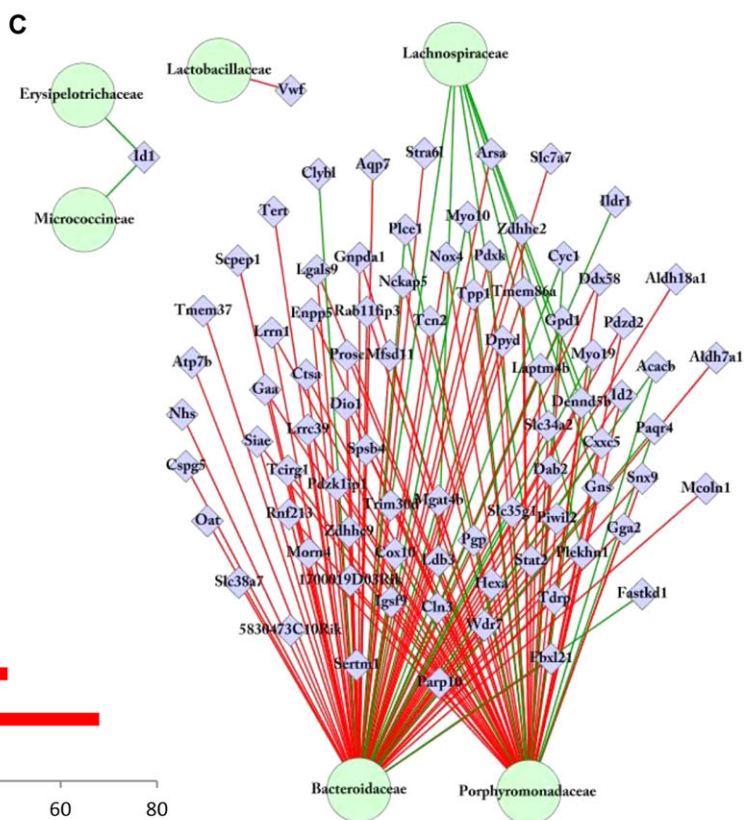 C
Lachnospiraceae
Lactobacillaceae
Erysipelotrichaceae
Vwf
Id1
Stra6l
Arsa
Slc7a7
Aqp7
Clybl
Ildr1
Tert
Myo10
Micrococcineae
Plce1
Zdhhc2
Scpep1
Gnpda1
Nox4
Pdxk
Cyc1
Lgals9
Nckap5
Ddx58
Aldh18a1
Tpp1
Tmem86a
Tmem37
Enpp5
Rab11fip3
Tcn2
Gpd1
Pdzd2
Lrrn1
Dpyd
Prosc
Mfsd11
Myo19
Aldh7a1
Atp7b
Ctsa
Laptm4b
Acacb
Gaa
Dio1
Dennd5b
Id2
Nhs
Lrrc39
Slc34a2
Paqr4
Siae
Spsb4
Cxxc5
Cspg5
Tcirg1
Dab2
Pdzk1ip1
Gns
Snx9
Mcoln1
Trim30d
Mgat4b
Oat
Rnf213
Slc35g1
Piwil2
Zdhhc9
Gga2
Pgp
Morn4
Cox10
Ldb3
Stat2
Plekhn1
Slc38a7
1700019D03Rik
Hexa
Fastkd1
Igsf9
Cln3
Tdrp
5830473C10Rik
Wdr7
Sertm1
Fbxl21
Parp10
Bacteroidaceae
Porphyromonadaceae
60
80